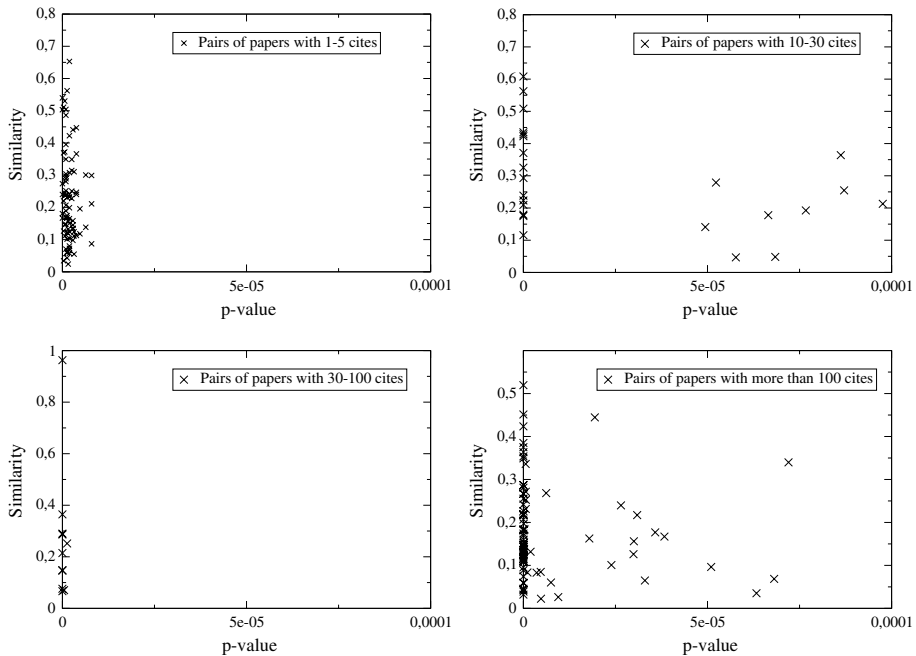 0,8
0,7
0,6
0,5
0,4
0,3
0,2
0,1
0
Similarity
Pairs of papers with 1-5 cites
0
5e-05
0,0001
p-value
0,8
0,7
0,6
0,5
0,4
0,3
0,2
0,1
0
Similarity
Pairs of papers with 10-30 cites
0
5e-05
0,0001
p-value
1
0,8
0,6
0,4
0,2
0
Similarity
Pairs of papers with 30-100 cites
0
5e-05
0,0001
p-value
0,5
0,4
0,3
0,2
0,1
0
Similarity
Pairs of papers with more than 100 cites
0
5e-05
0,0001
p-value